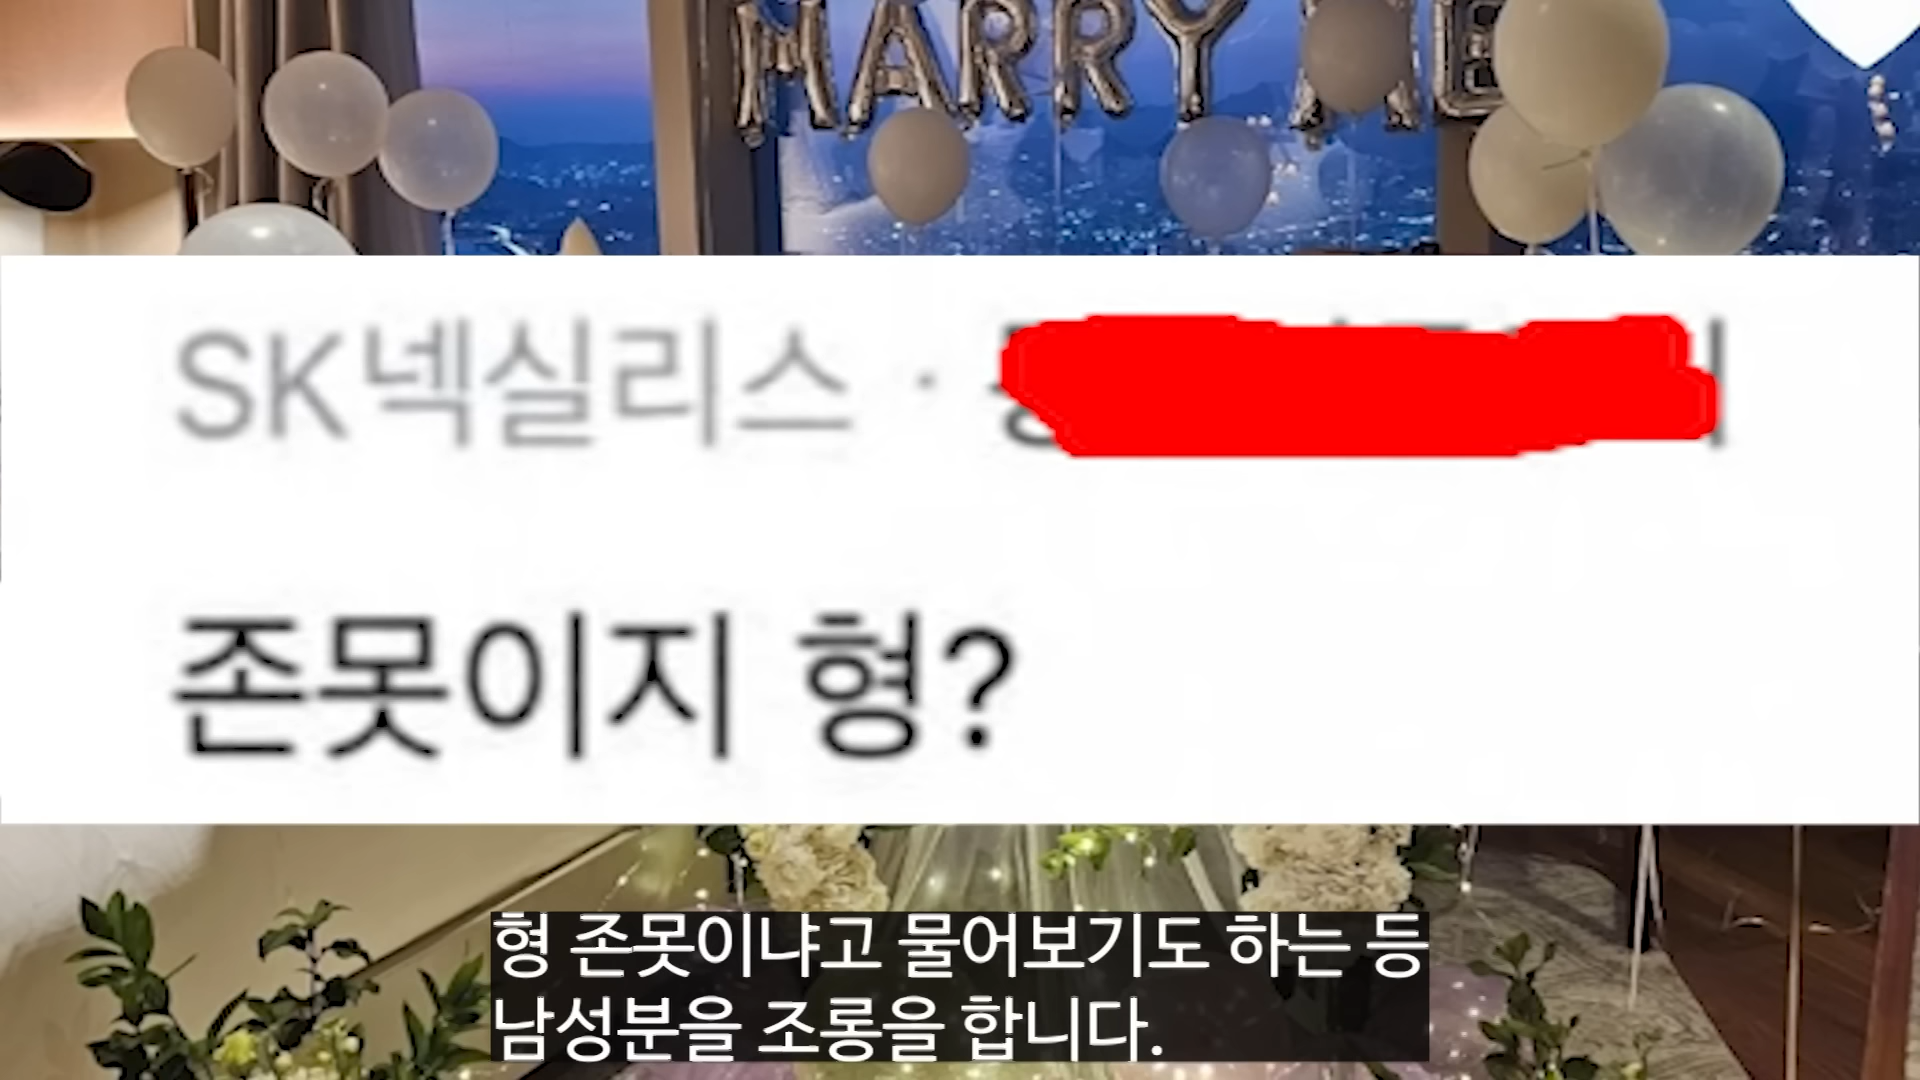 MARRY ME
SK넥실리스 ·
존못이지 형?
형 존못이냐고 물어보기도 하는 등
남성분을 조롱을 합니다.